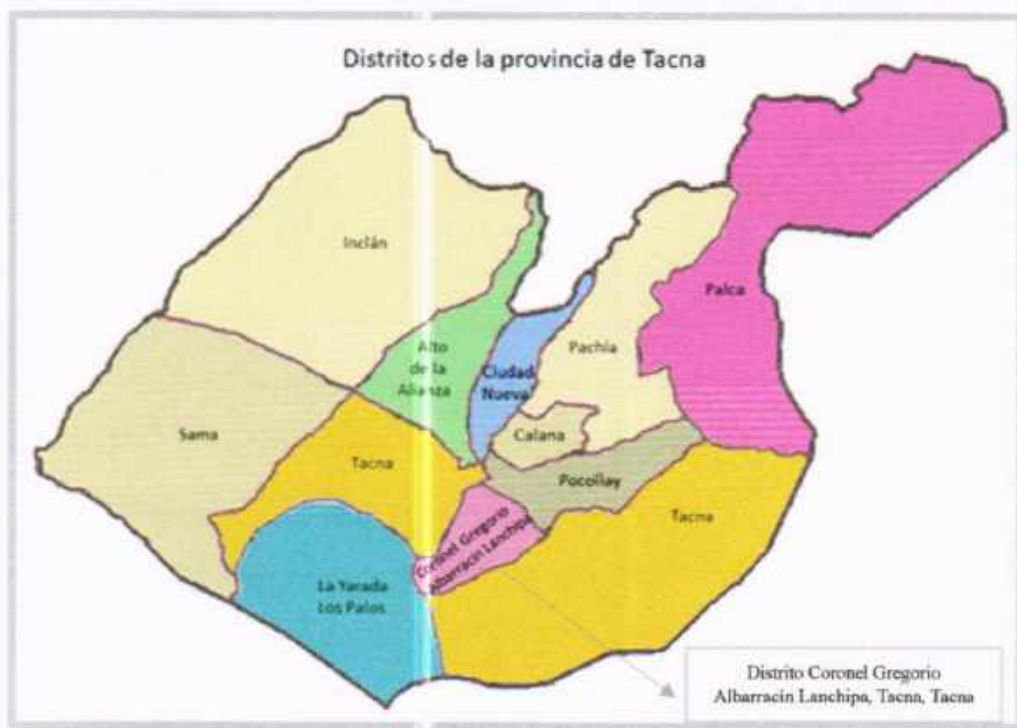 Distritos de la provincia de Tacna
Inclán
Palca
Alto
de la
Alianza
Ciudad
Nueva
Pachía
Sama
Calana
Tacna
Pocollay
Tacna
Coronel Gregorio
Albarracín Lanchipa
La Yarada
Los Palos
Distrito Coronel Gregorio
Albarracín Lanchipa, Tacna, Tacna